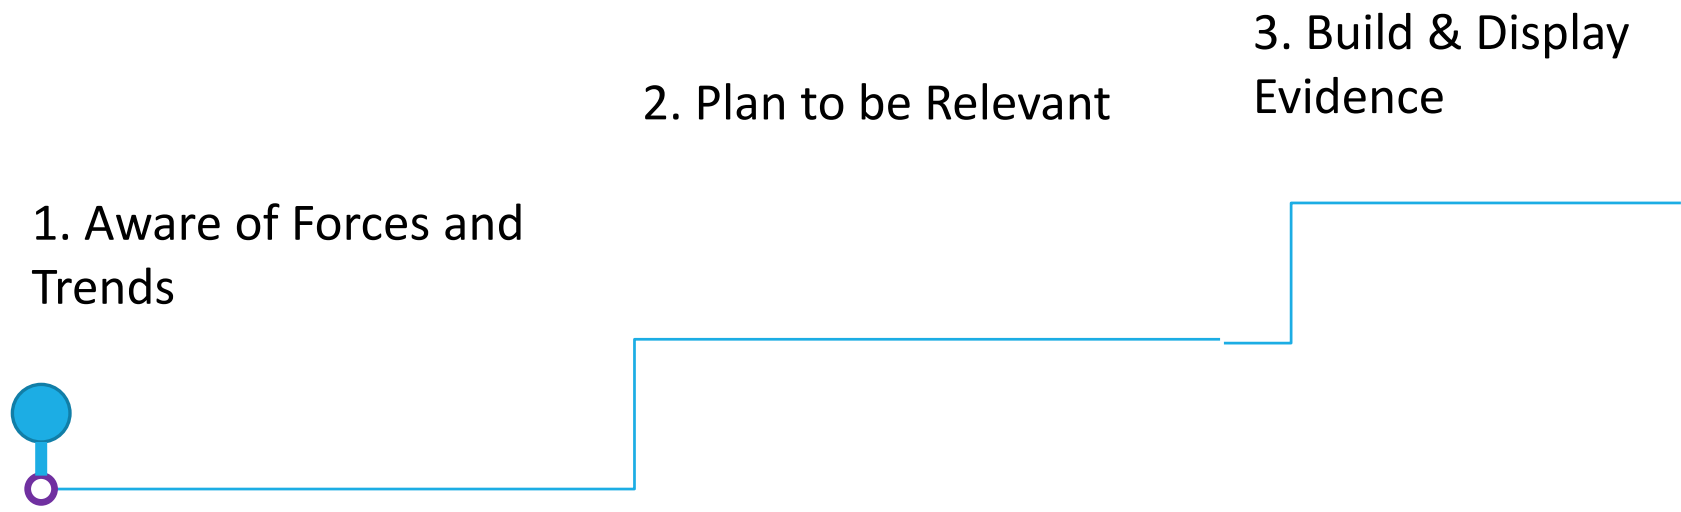 1. Aware of Forces and
Trends
2. Plan to be Relevant
3. Build & Display
Evidence